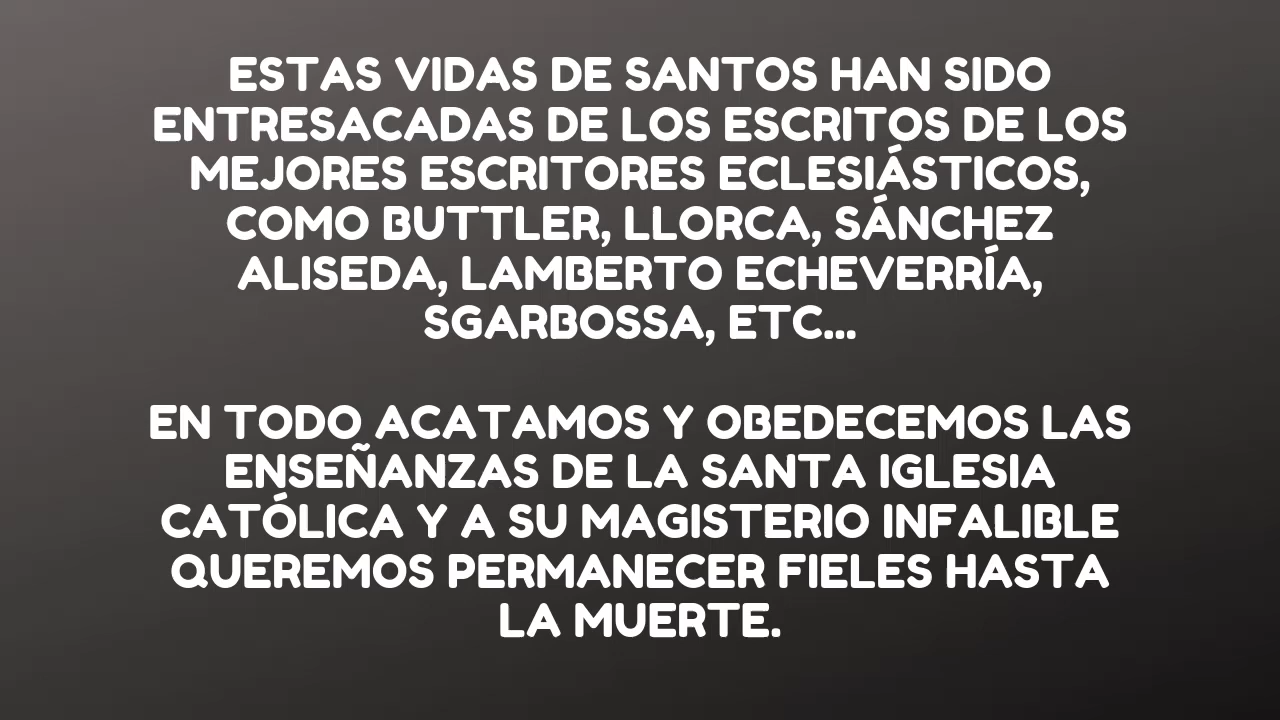 ESTAS VIDAS DE SANTOS HAN SIDO
ENTRESACADAS DE LOS ESCRITOS DE LOS
MEJORES ESCRITORES ECLESIÁSTICOS,
COMO BUTTLER, LLORCA, SÁNCHEZ
ALISEDA, LAMBERTO ECHEVERRÍA,
SGARBOSSA, ETC...
EN TODO ACATAMOS Y OBEDECEMOS LAS
ENSEÑANZAS DE LA SANTA IGLESIA
CATÓLICA Y A SU MAGISTERIO INFALIBLE
QUEREMOS PERMANECER FIELES HASTA
LA MUERTE.